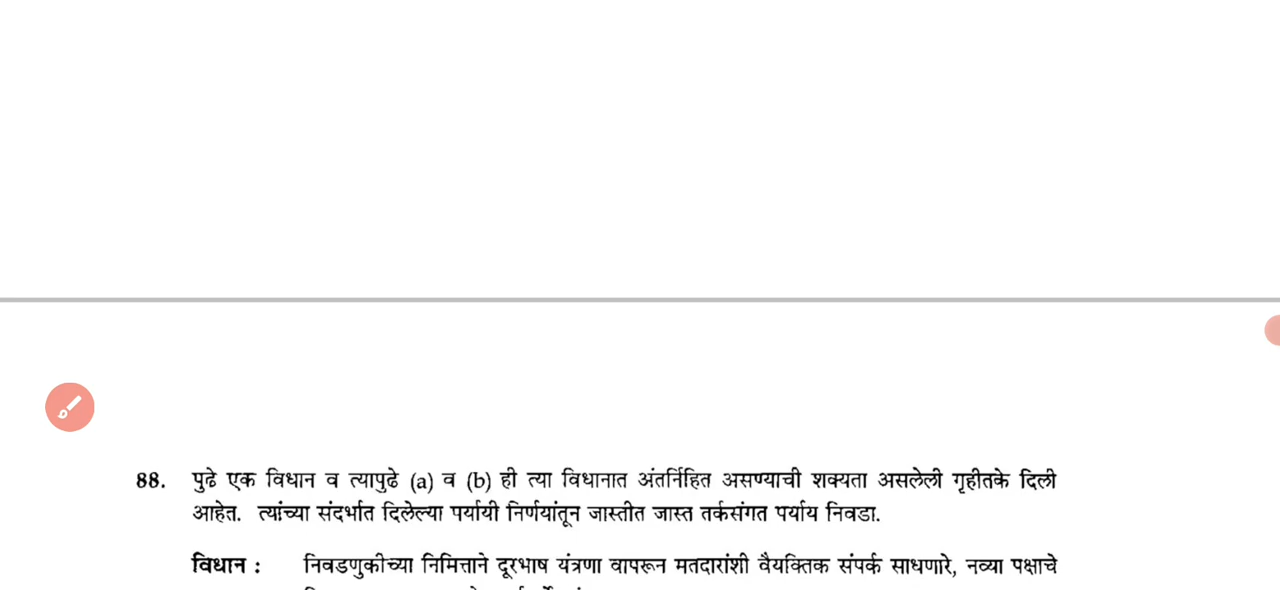 88. पुढे एक विधान व त्यापुढे (a) व (b) ही त्या विधानात अंतर्निहित असण्याची शक्यता असलेली गृहीतके दिली
आहेत. त्यांच्या संदर्भात दिलेल्या पर्यायी निर्णयांतून जास्तीत जास्त तर्कसंगत पर्याय निवडा.
विधान : निवडणुकीच्या निमित्ताने दूरभाष यंत्रणा वापरून मतदारांशी वैयक्तिक संपर्क साधणारे, नव्या पक्षाचे